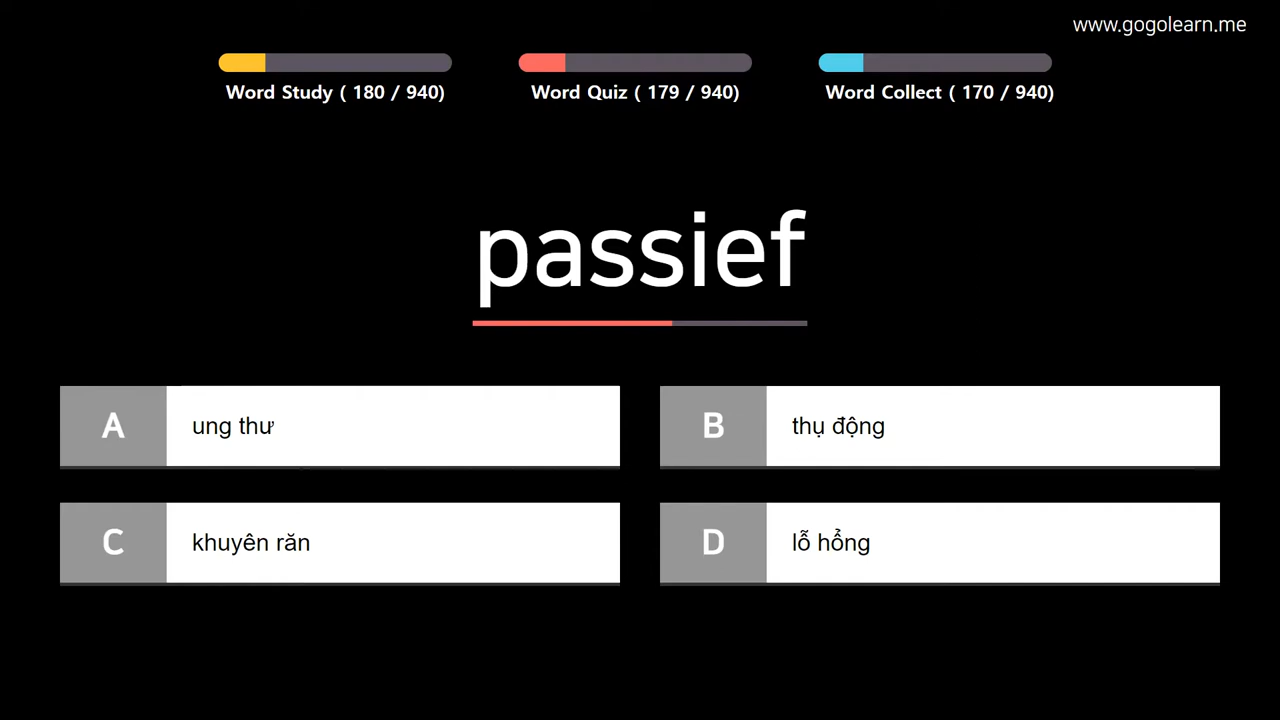 www.gogolearn.me
Word Study ( 180 / 940)
Word Quiz ( 179 / 940)
Word Collect ( 170 / 940)
passief
A ung thư
B thụ động
C khuyên răn
D lỗ hổng